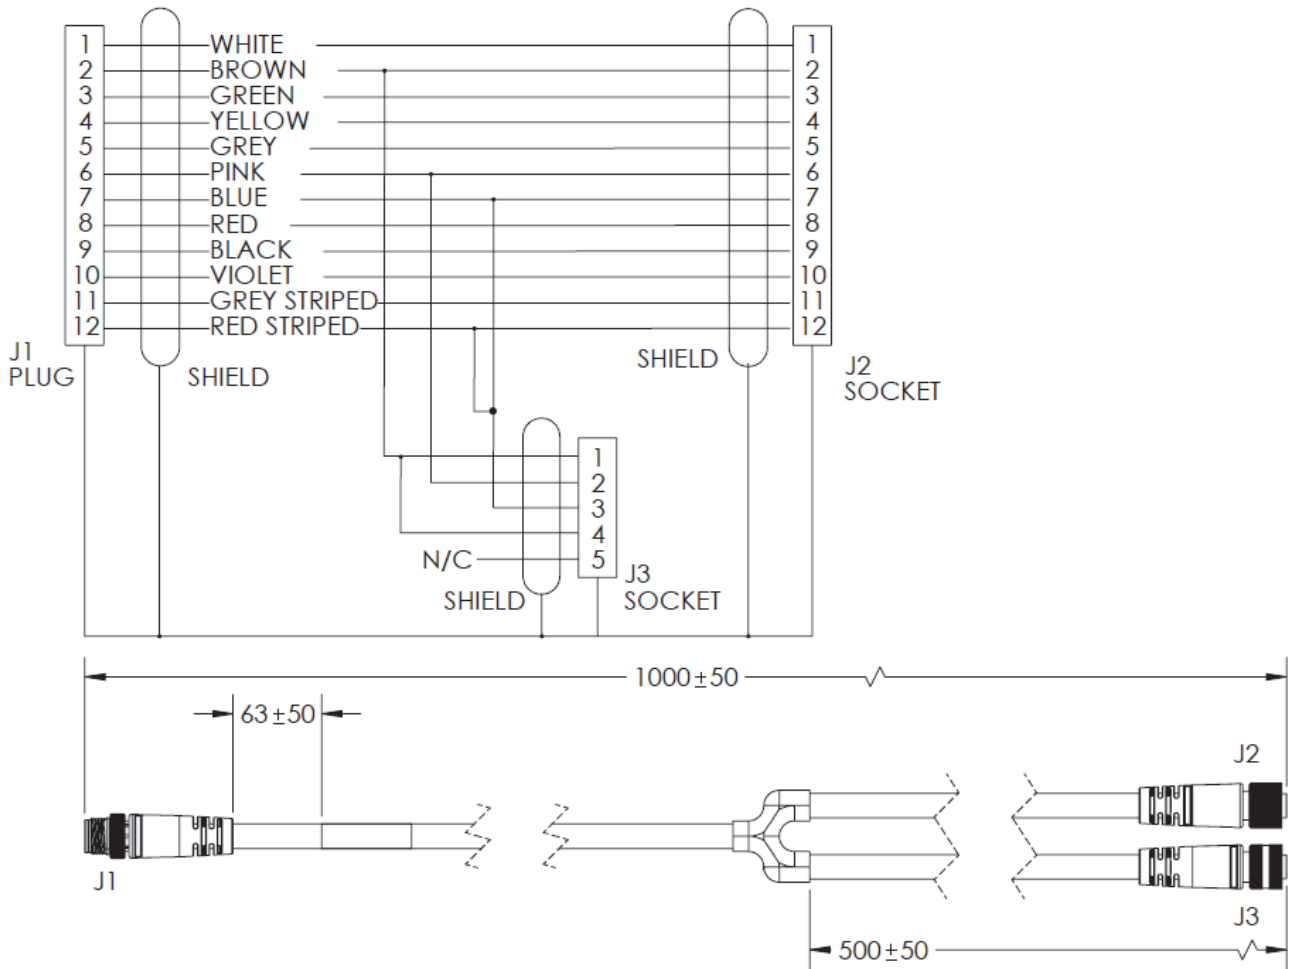 1 WHITE 1
2 BROWN 2
3 GREEN 3
4 YELLOW 4
5 GREY 5
6 PINK 6
7 BLUE 7
8 RED 8
9 BLACK 9
10 VIOLET 10
11 GREY STRIPED 11
12 RED STRIPED 12
J1
PLUG
SHIELD
SHIELD
J2
SOCKET
1
2
3
4
N/C 5
J3
SOCKET
SHIELD
1000±50
63±50
J2
J1
J3
500±50